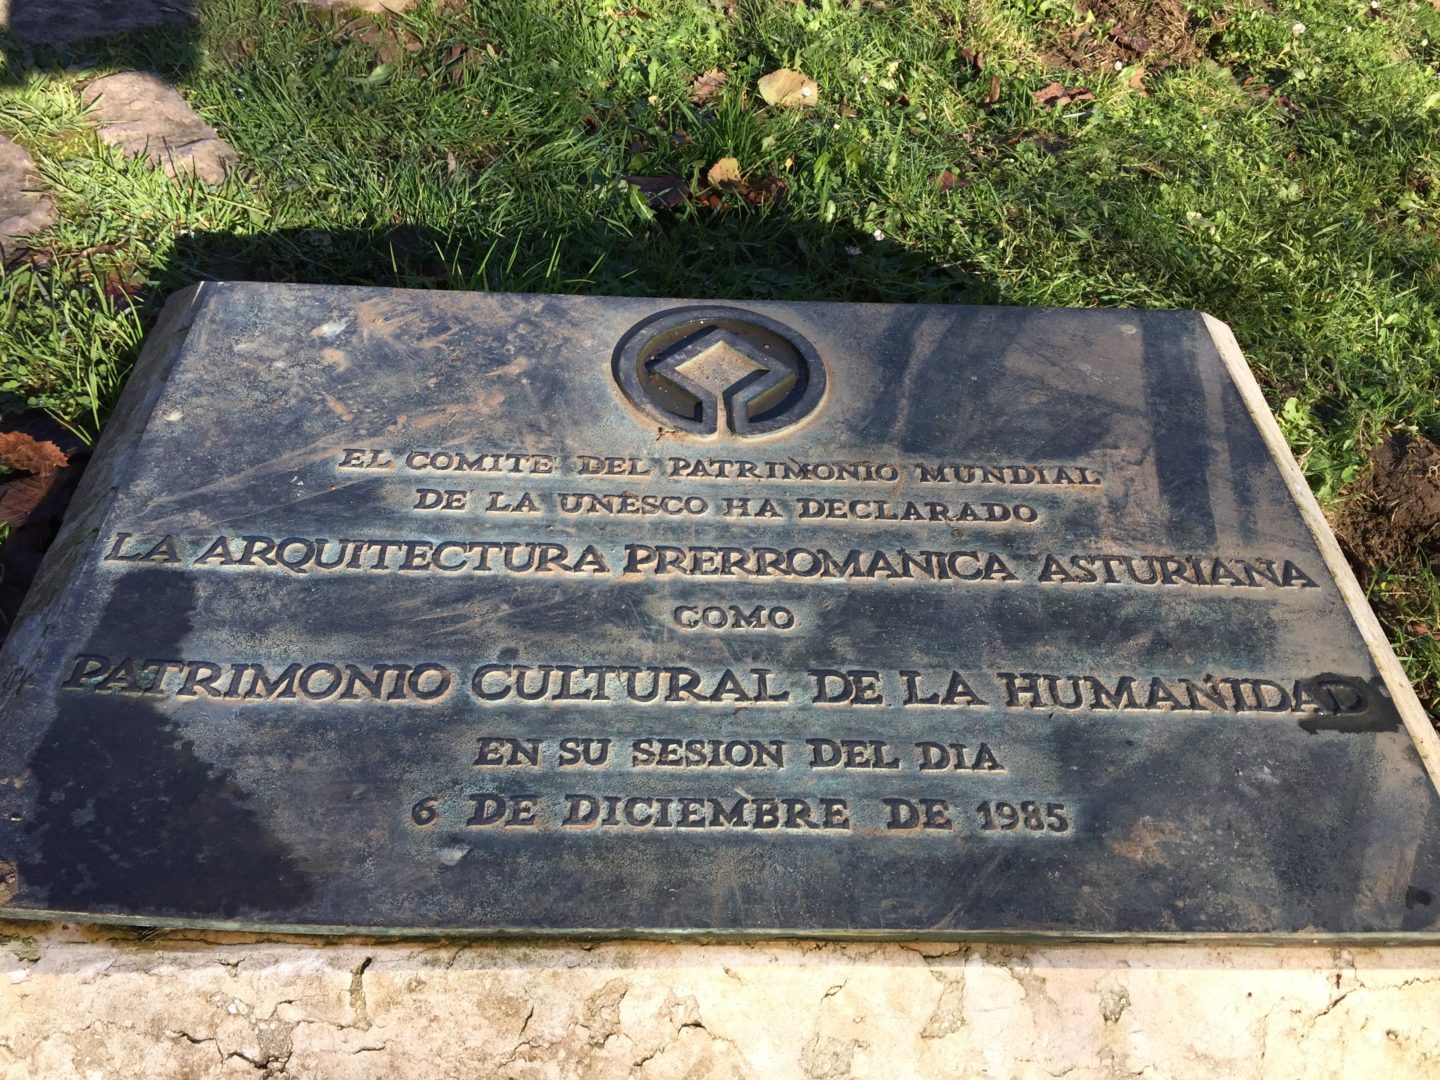 EL COMITE DEL PATRIMONIO MUNDIAL
DE LA UNESCO HA DECLARADO
LA ARQUITECTURA PRERROMANICA ASTURIANA
COMO
PATRIMONIO CULTURAL DE LA HUMANIDAD
EN SU SESION DEL DIA
6 DE DICIEMBRE DE 1985